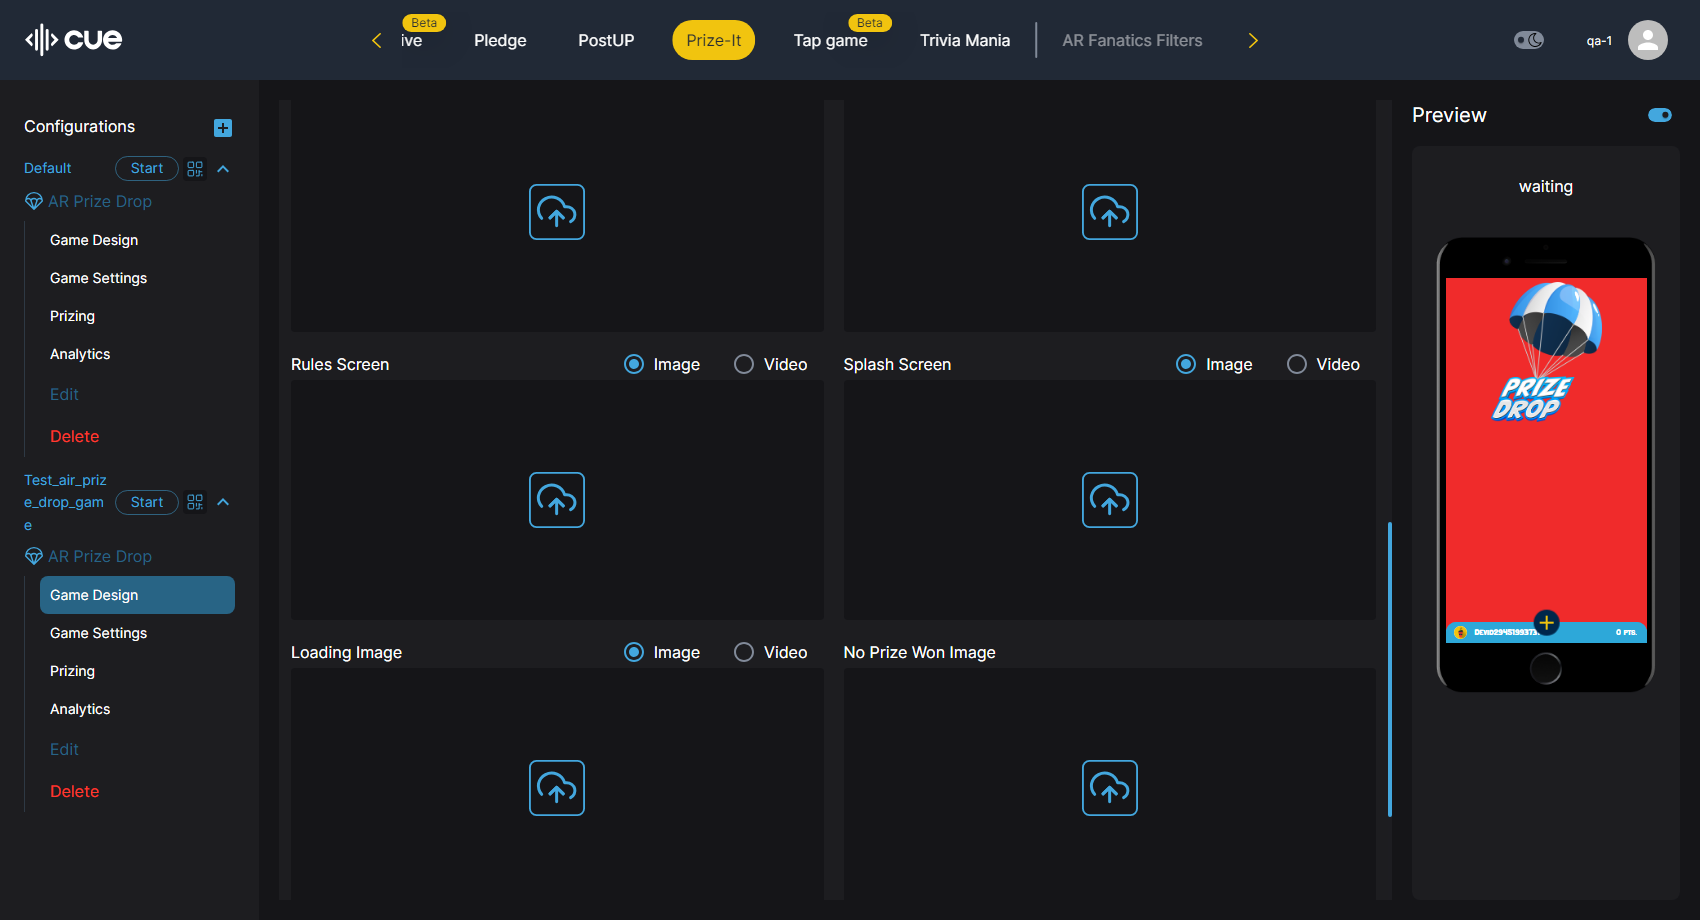 cue
Beta
ive
Pledge
PostUP
Prize-It
Beta
Tap game
Trivia Mania
AR Fanatics Filters
qa-1
Configurations
Default
Start
AR Prize Drop
Game Design
Game Settings
Prizing
Analytics
Edit
Delete
Test_air_priz
e_drop_gam
e
Start
AR Prize Drop
Game Design
Game Settings
Prizing
Analytics
Edit
Delete
Rules Screen
Image
Video
Splash Screen
Image
Video
Loading Image
Image
Video
No Prize Won Image
Preview
waiting
PRIZE
DROP
0 PTS.